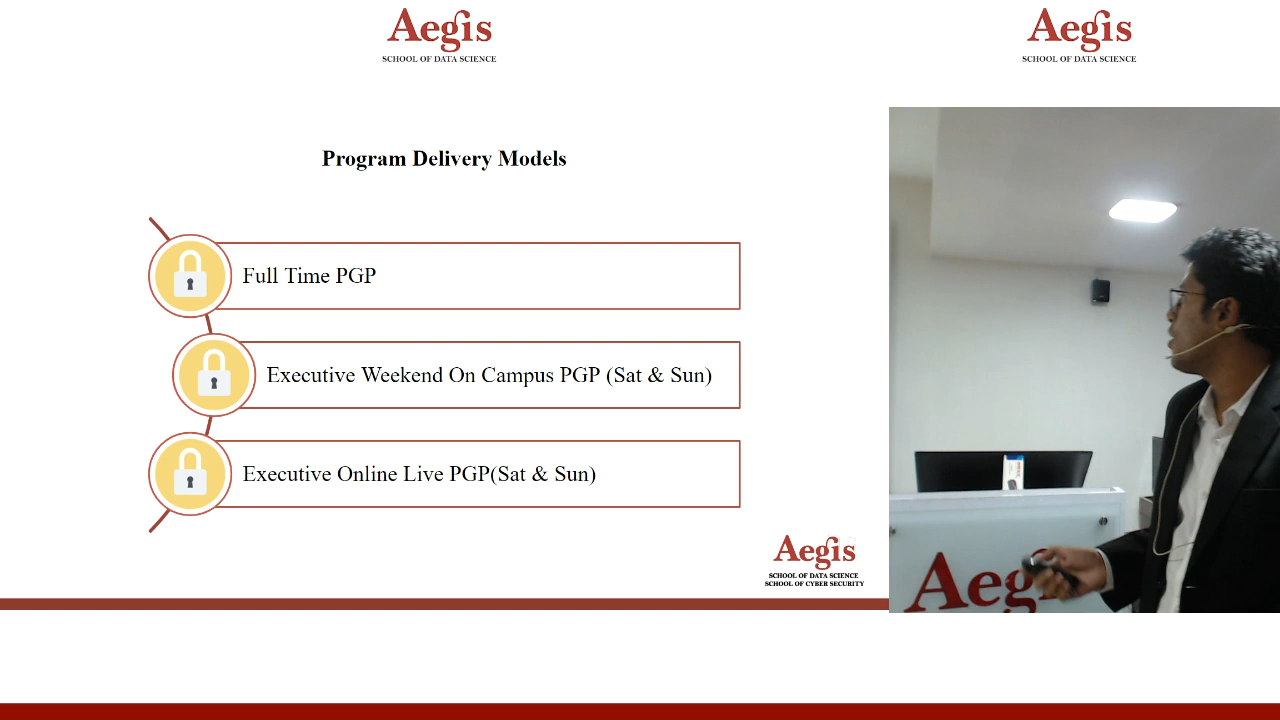 Aegis
SCHOOL OF DATA SCIENCE
Aegis
SCHOOL OF DATA SCIENCE
Program Delivery Models
Full Time PGP
Executive Weekend On Campus PGP (Sat & Sun)
Executive Online Live PGP(Sat & Sun)
Aegis
SCHOOL OF DATA SCIENCE
SCHOOL OF CYBER SECURITY
Aeg